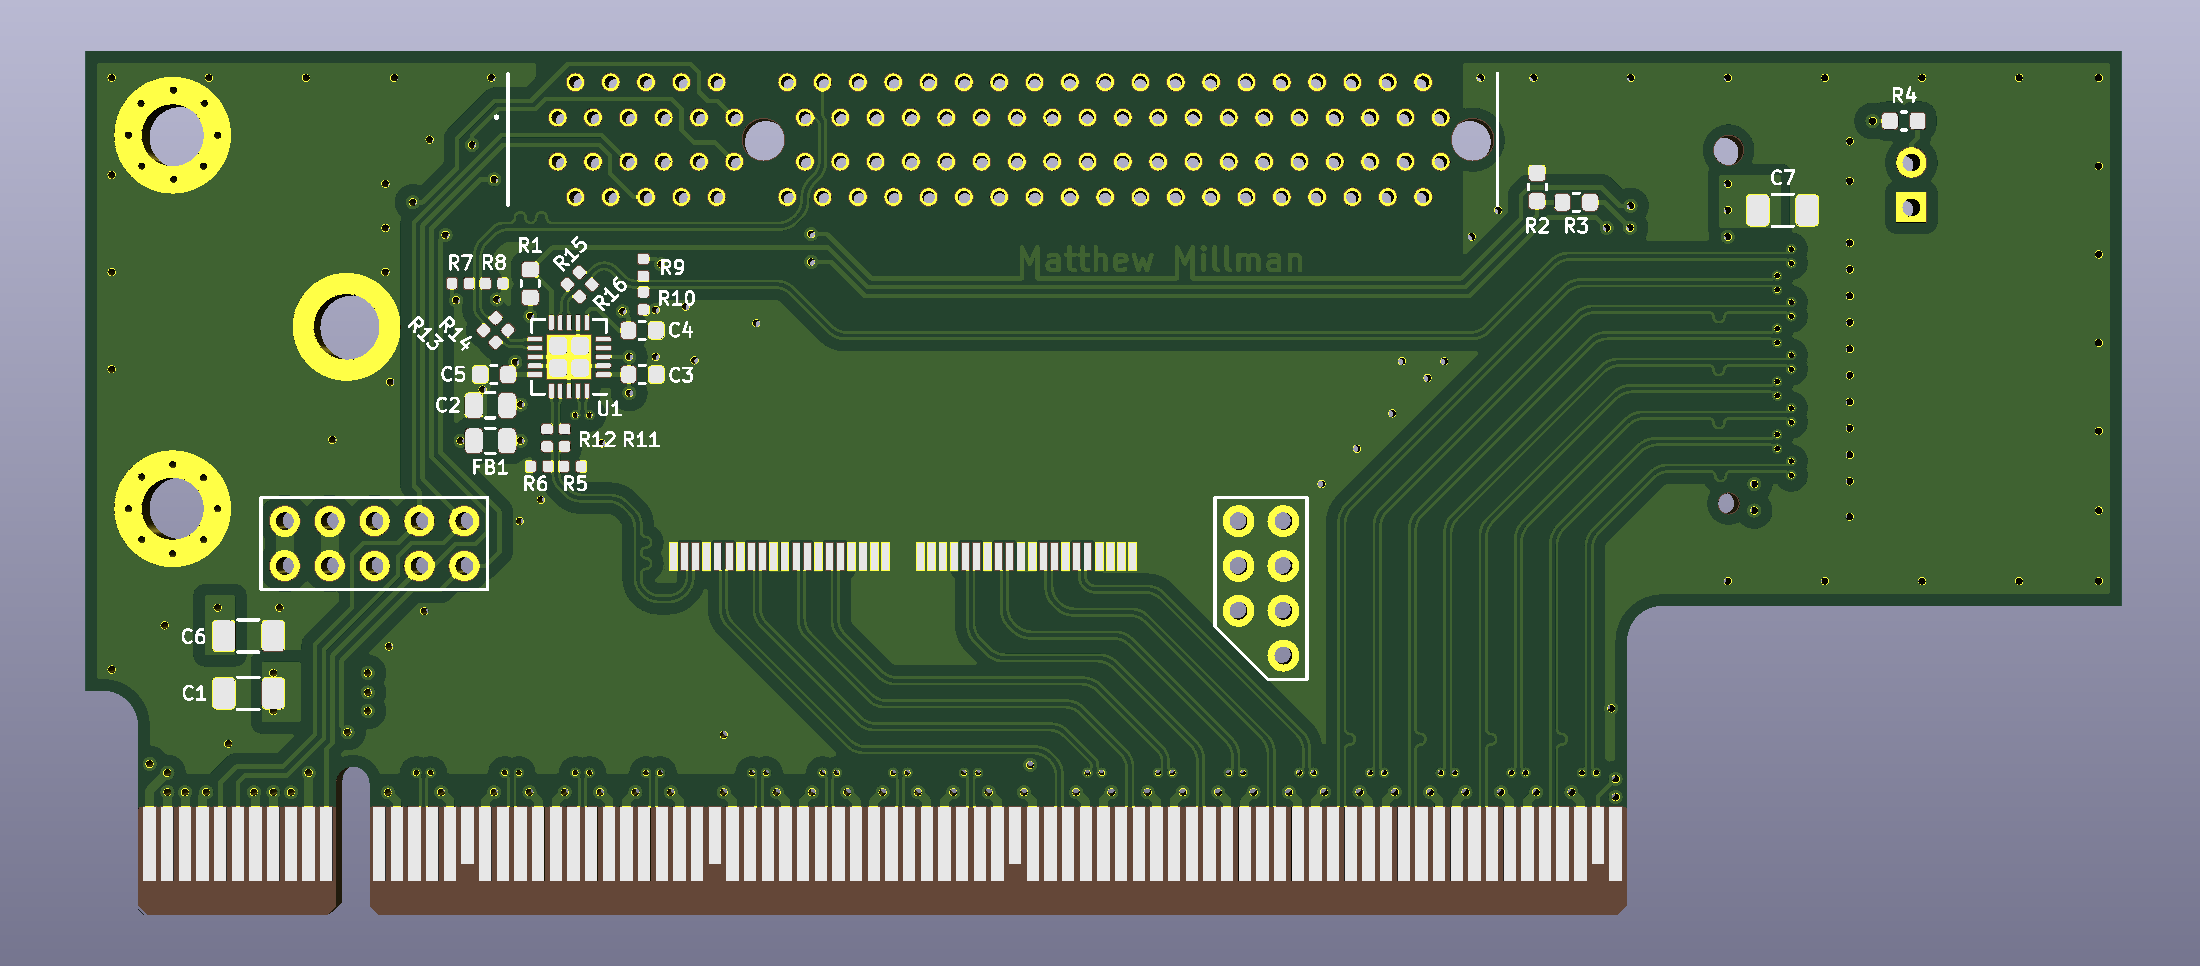 R4
C7
R2 R3
Matthew Millman
R1
R15
R7 R8
R9
R16
R10
R13
R14
C4
C5
C3
C2
U1
R12 R11
FB1
R6 R5
C6
C1